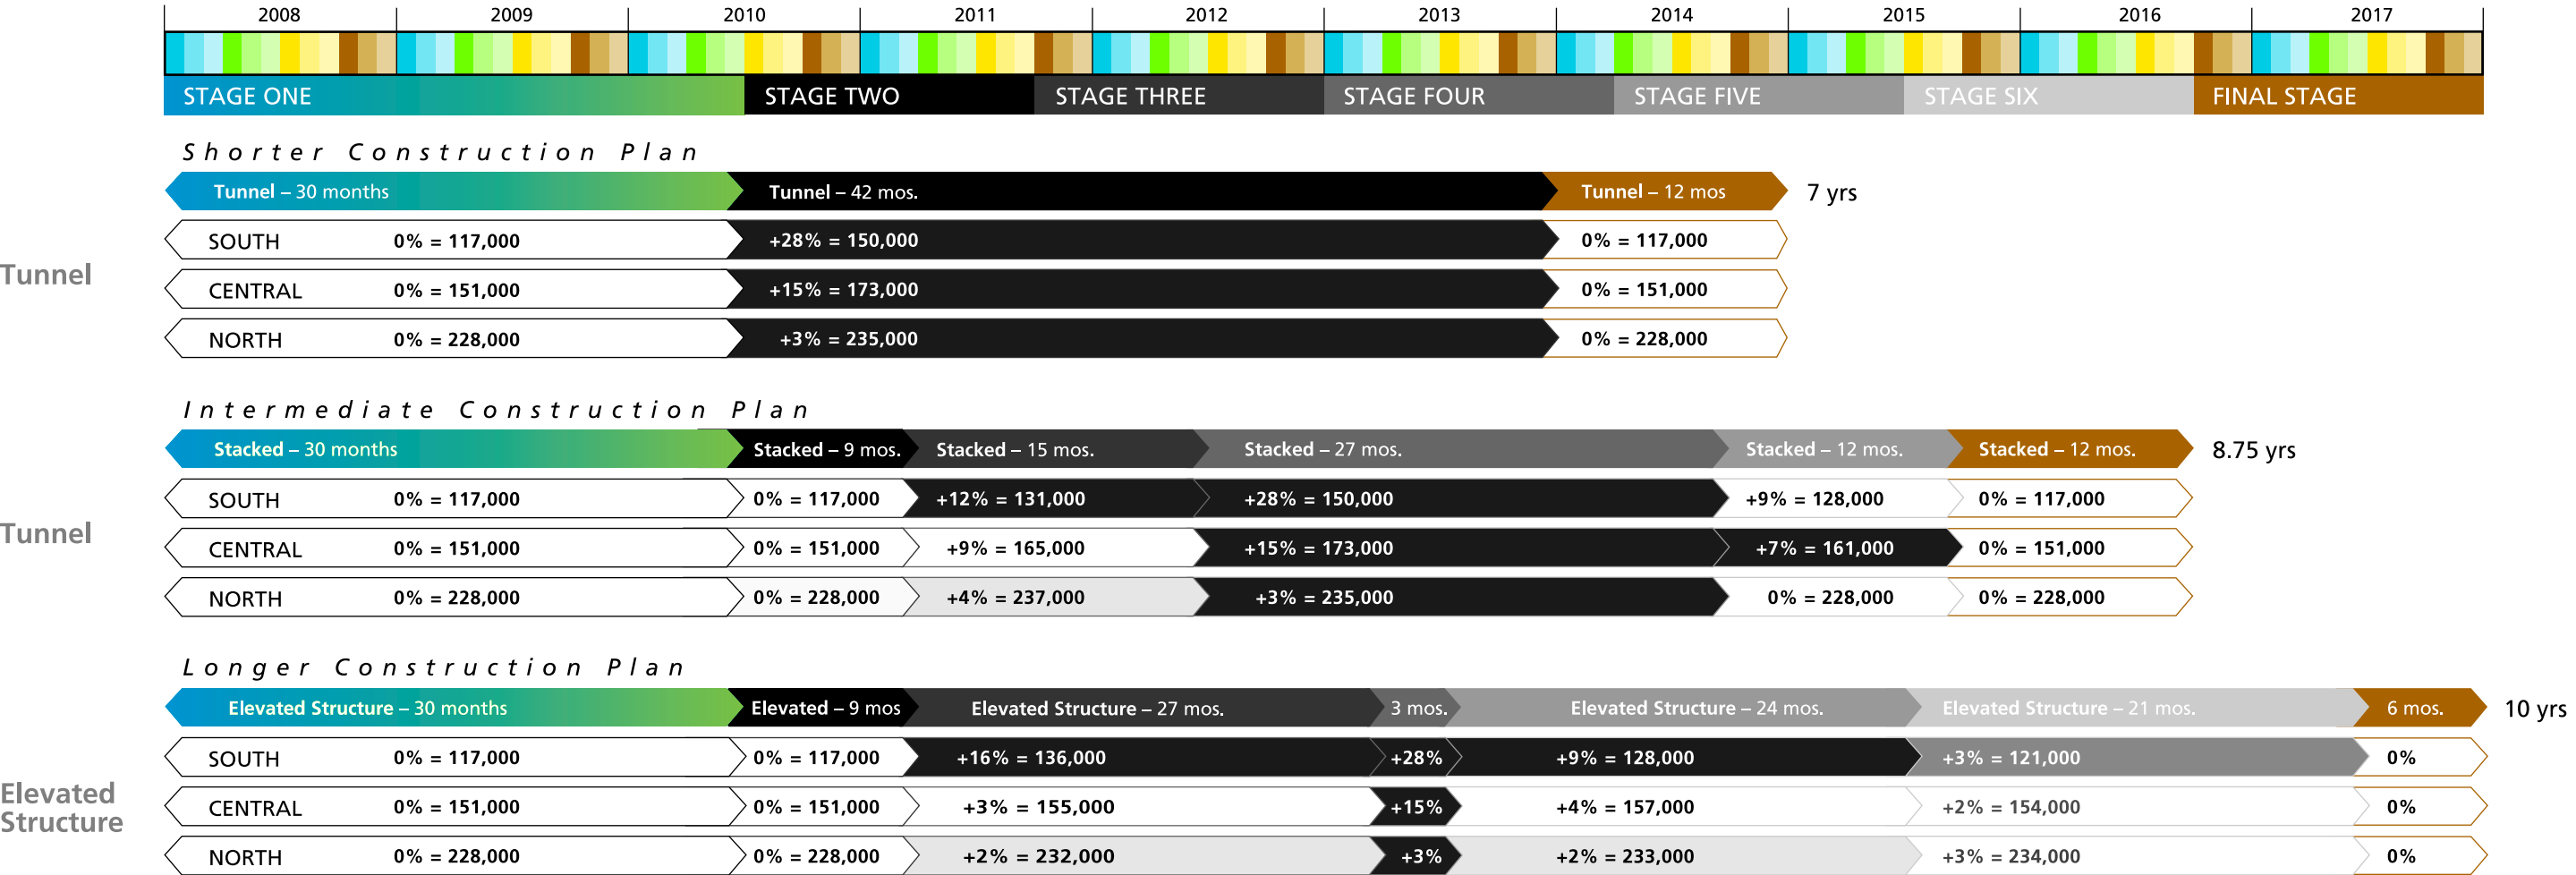 2008 2009 2010 2011 2012 2013 2014 2015 2016 2017
STAGE ONE STAGE TWO STAGE THREE STAGE FOUR STAGE FIVE STAGE SIX FINAL STAGE
Shorter Construction Plan
Tunnel – 30 months Tunnel – 42 mos. Tunnel – 12 mos 7 yrs
SOUTH 0% = 117,000 +28% = 150,000 0% = 117,000
Tunnel
CENTRAL 0% = 151,000 +15% = 173,000 0% = 151,000
NORTH 0% = 228,000 +3% = 235,000 0% = 228,000
Intermediate Construction Plan
Stacked – 30 months Stacked – 9 mos. Stacked – 15 mos. Stacked – 27 mos. Stacked – 12 mos. Stacked – 12 mos. 8.75 yrs
SOUTH 0% = 117,000 0% = 117,000 +12% = 131,000 +28% = 150,000 +9% = 128,000 0% = 117,000
Tunnel
CENTRAL 0% = 151,000 0% = 151,000 +9% = 165,000 +15% = 173,000 +7% = 161,000 0% = 151,000
NORTH 0% = 228,000 0% = 228,000 +4% = 237,000 +3% = 235,000 0% = 228,000 0% = 228,000
Longer Construction Plan
Elevated Structure – 30 months Elevated – 9 mos Elevated Structure – 27 mos. 3 mos. Elevated Structure – 24 mos. Elevated Structure – 21 mos. 6 mos. 10 yrs
SOUTH 0% = 117,000 0% = 117,000 +16% = 136,000 +28% +9% = 128,000 +3% = 121,000 0%
Elevated
Structure
CENTRAL 0% = 151,000 0% = 151,000 +3% = 155,000 +15% +4% = 157,000 +2% = 154,000 0%
NORTH 0% = 228,000 0% = 228,000 +2% = 232,000 +3% +2% = 233,000 +3% = 234,000 0%